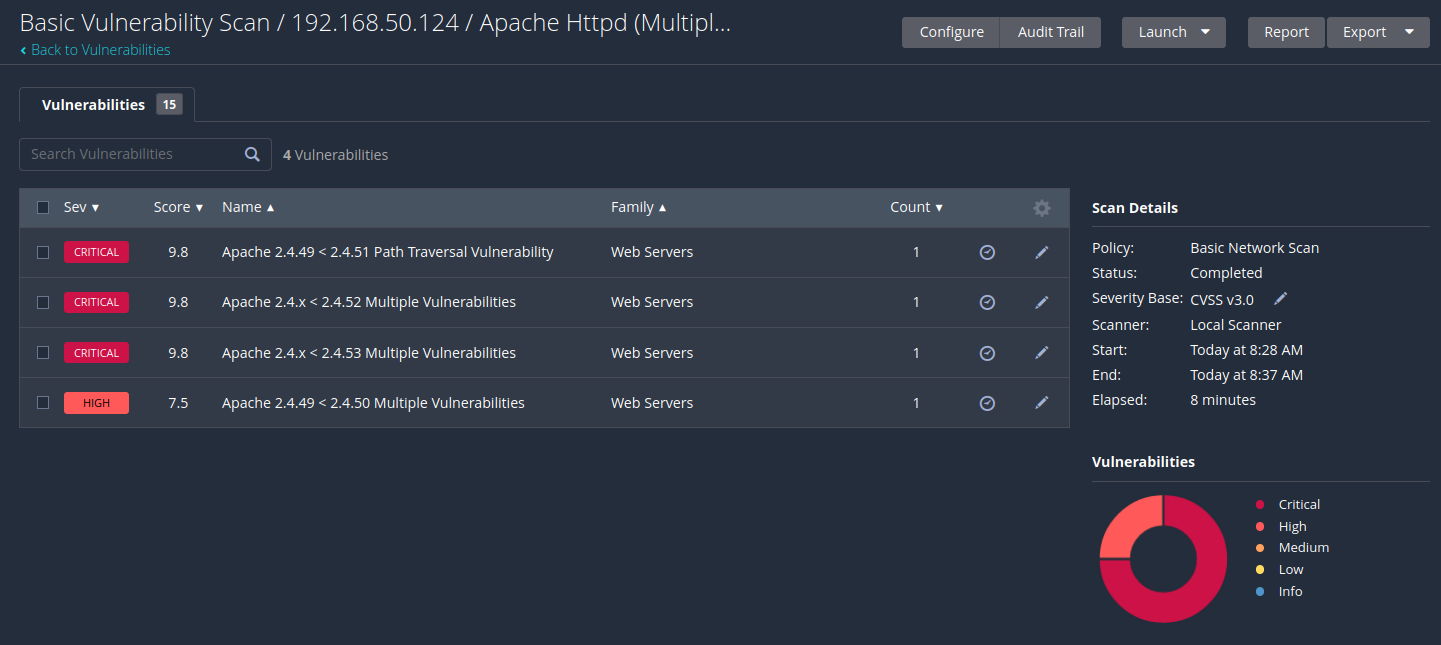 Basic Vulnerability Scan / 192.168.50.124 / Apache Httpd (Multipl...
Back to Vulnerabilities
Configure Audit Trail Launch Report Export
Vulnerabilities 15
Search Vulnerabilities 4 Vulnerabilities
Sev Score Name Family Count
CRITICAL 9.8 Apache 2.4.49 < 2.4.51 Path Traversal Vulnerability Web Servers 1
CRITICAL 9.8 Apache 2.4.x < 2.4.52 Multiple Vulnerabilities Web Servers 1
CRITICAL 9.8 Apache 2.4.x < 2.4.53 Multiple Vulnerabilities Web Servers 1
HIGH 7.5 Apache 2.4.49 < 2.4.50 Multiple Vulnerabilities Web Servers 1
Scan Details
Policy: Basic Network Scan
Status: Completed
Severity Base: CVSS v3.0
Scanner: Local Scanner
Start: Today at 8:28 AM
End: Today at 8:37 AM
Elapsed: 8 minutes
Vulnerabilities
Critical
High
Medium
Low
Info